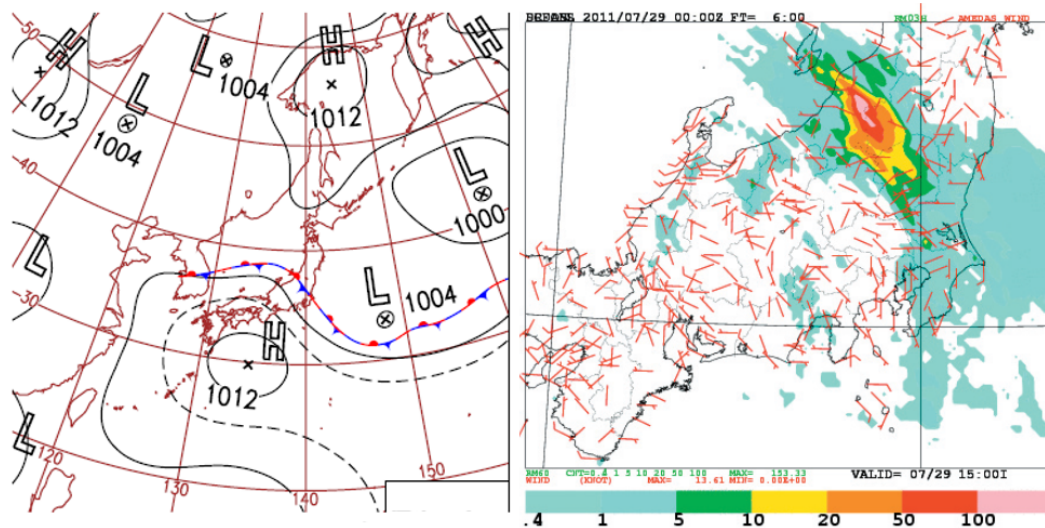 H
1012
L
1004
L
1004
H
1012
H
L
1000
L
L
1004
H
1012
L
-50
-40
-30
120
130
140
150
2011/07/29 00:00Z FT= 6:00
RM03H
AMEDAS WIND
RM60 CNT=0.4 1 5 10 20 50 100 MAX= 153.33
WIND (KNOT) MAX= 13.61 MIN= 0.00E+00
VALID= 07/29 15:00I
.4 1 5 10 20 50 100